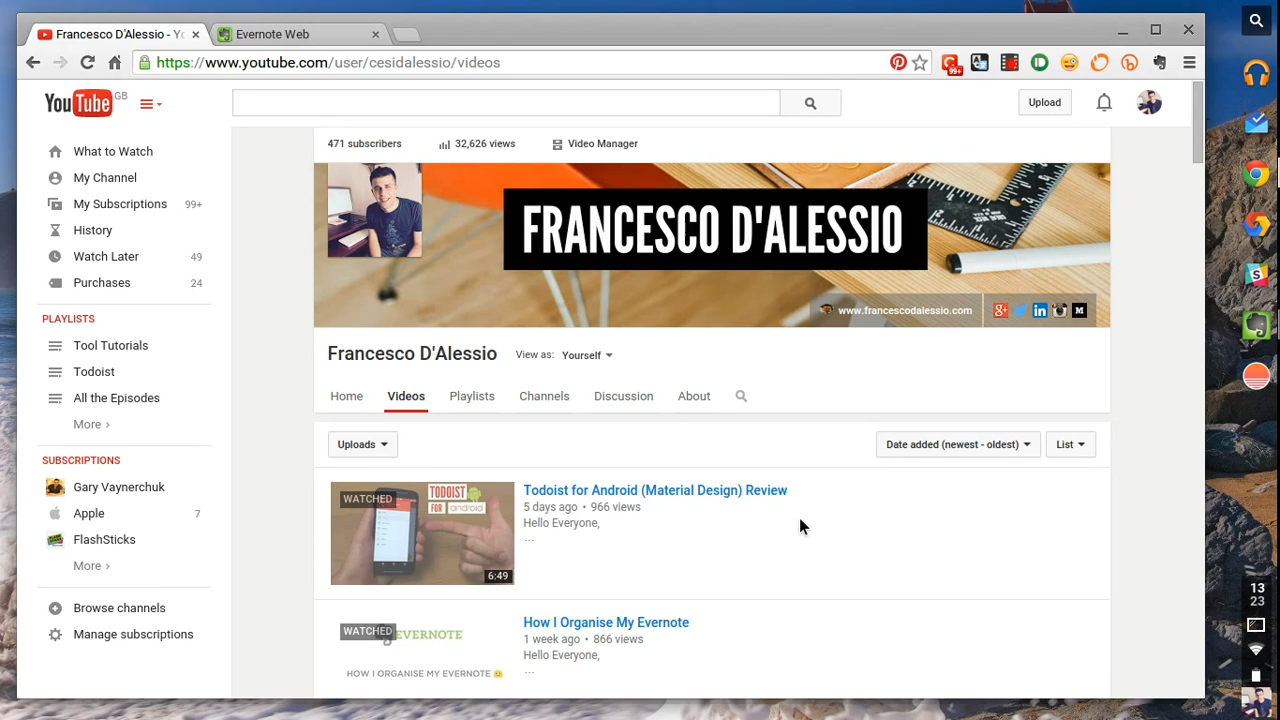 Francesco D'Alessio - Yo
Evernote Web
https://www.youtube.com/user/cesidalessio/videos
99+
YouTube GB
Upload
What to Watch
My Channel
My Subscriptions 99+
History
Watch Later 49
Purchases 24
PLAYLISTS
Tool Tutorials
Todoist
All the Episodes
More ›
SUBSCRIPTIONS
Gary Vaynerchuk
Apple 7
FlashSticks
More ›
Browse channels
Manage subscriptions
471 subscribers 32,626 views Video Manager
FRANCESCO D'ALESSIO
www.francescodalessio.com
Francesco D'Alessio View as: Yourself
Home Videos Playlists Channels Discussion About
Uploads Date added (newest - oldest) List
WATCHED
TODOIST
FOR android
6:49
Todoist for Android (Material Design) Review
5 days ago • 966 views
Hello Everyone,
...
WATCHED
EVERNOTE
HOW I ORGANISE MY EVERNOTE
How I Organise My Evernote
1 week ago • 866 views
Hello Everyone,
...
13
23